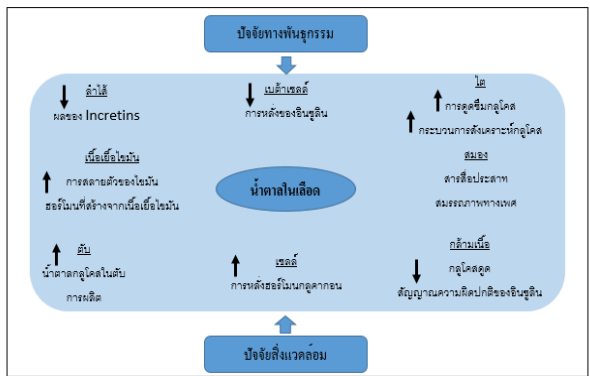 ปัจจัยทางพันธุกรรม
ลำไส้
ผลของ Incretins
เบต้าเซลล์
การหลั่งของอินซูลิน
ไต
การดูดซึมกลูโคส
กระบวนการสังเคราะห์กลูโคส
เนื้อเยื่อไขมัน
การสลายตัวของไขมัน
ฮอร์โมนที่สร้างจากเนื้อเยื่อไขมัน
น้ำตาลในเลือด
สมอง
สารสื่อประสาท
สมรรถภาพทางเพศ
ตับ
น้ำตาลกลูโคสในตับ
การผลิต
เซลล์
การหลั่งฮอร์โมนกลูคากอน
กล้ามเนื้อ
กลูโคสดูด
สัญญาณความผิดปกติของอินซูลิน
ปัจจัยสิ่งแวดล้อม